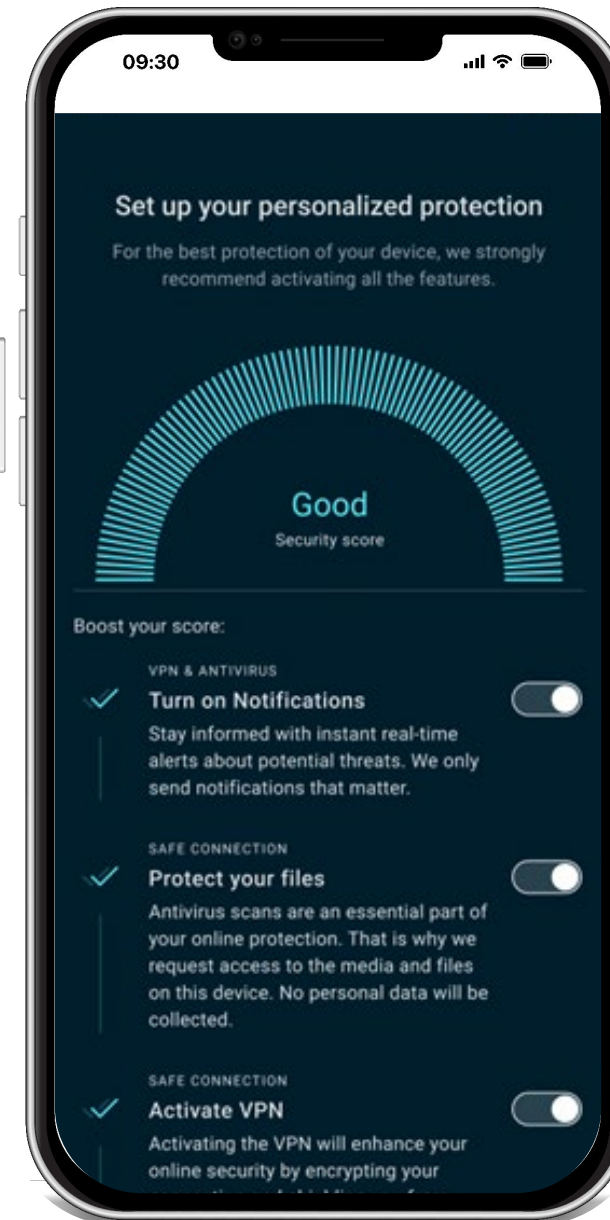 09:30
Set up your personalized protection
For the best protection of your device, we strongly
recommend activating all the features.
Good
Security score
Boost your score:
VPN & ANTIVIRUS
Turn on Notifications
Stay informed with instant real-time
alerts about potential threats. We only
send notifications that matter.
SAFE CONNECTION
Protect your files
Antivirus scans are an essential part of
your online protection. That is why we
request access to the media and files
on this device. No personal data will be
collected.
SAFE CONNECTION
Activate VPN
Activating the VPN will enhance your
online security by encrypting your